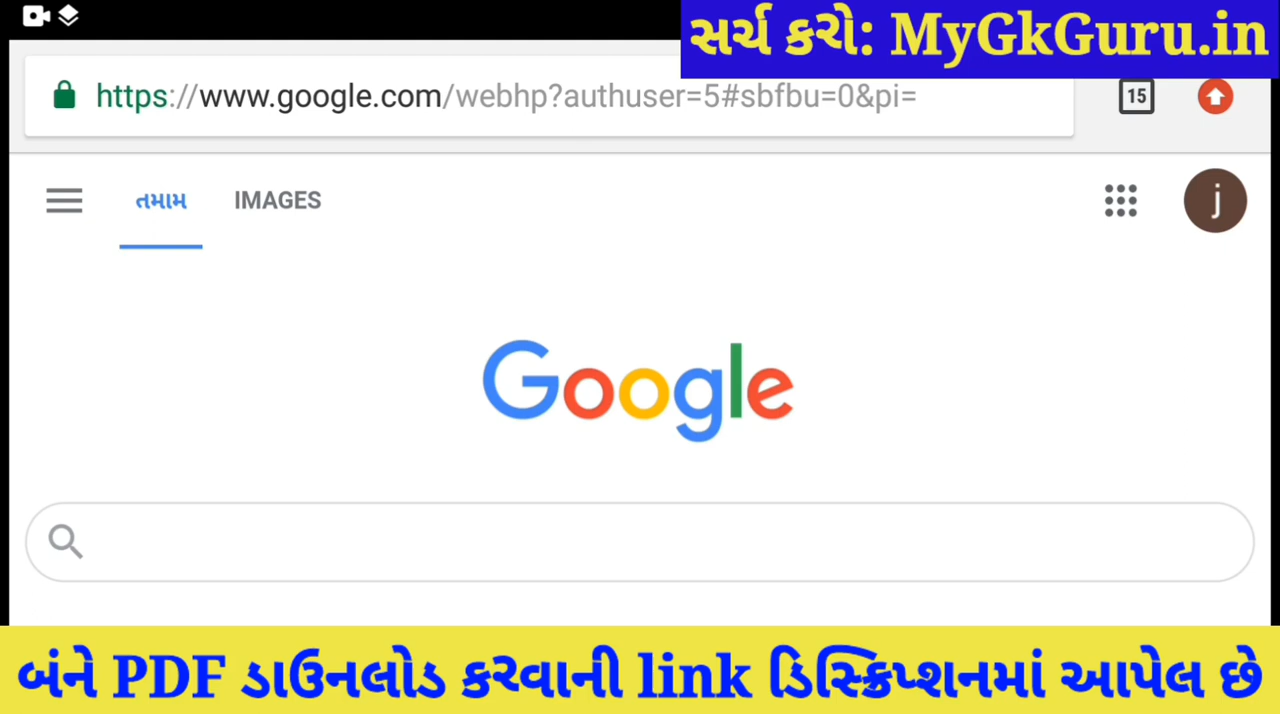 સર્ચ કરો: MyGkGuru.in
https://www.google.com/webhp?authuser=5#sbfbu=0&pi=
15
તમામ IMAGES
j
Google
બંને PDF ડાઉનલોડ કરવાની link ડિસ્ક્રિપ્શનમાં આપેલ છે